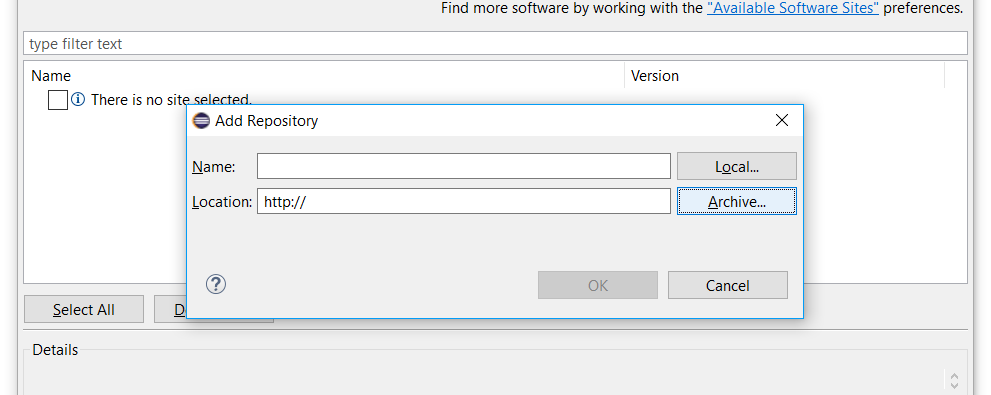 Find more software by working with the "Available Software Sites" preferences.
type filter text
Name Version
There is no site selected.
Add Repository
Name: Local...
Location: http:// Archive...
? OK Cancel
Select All D
Details